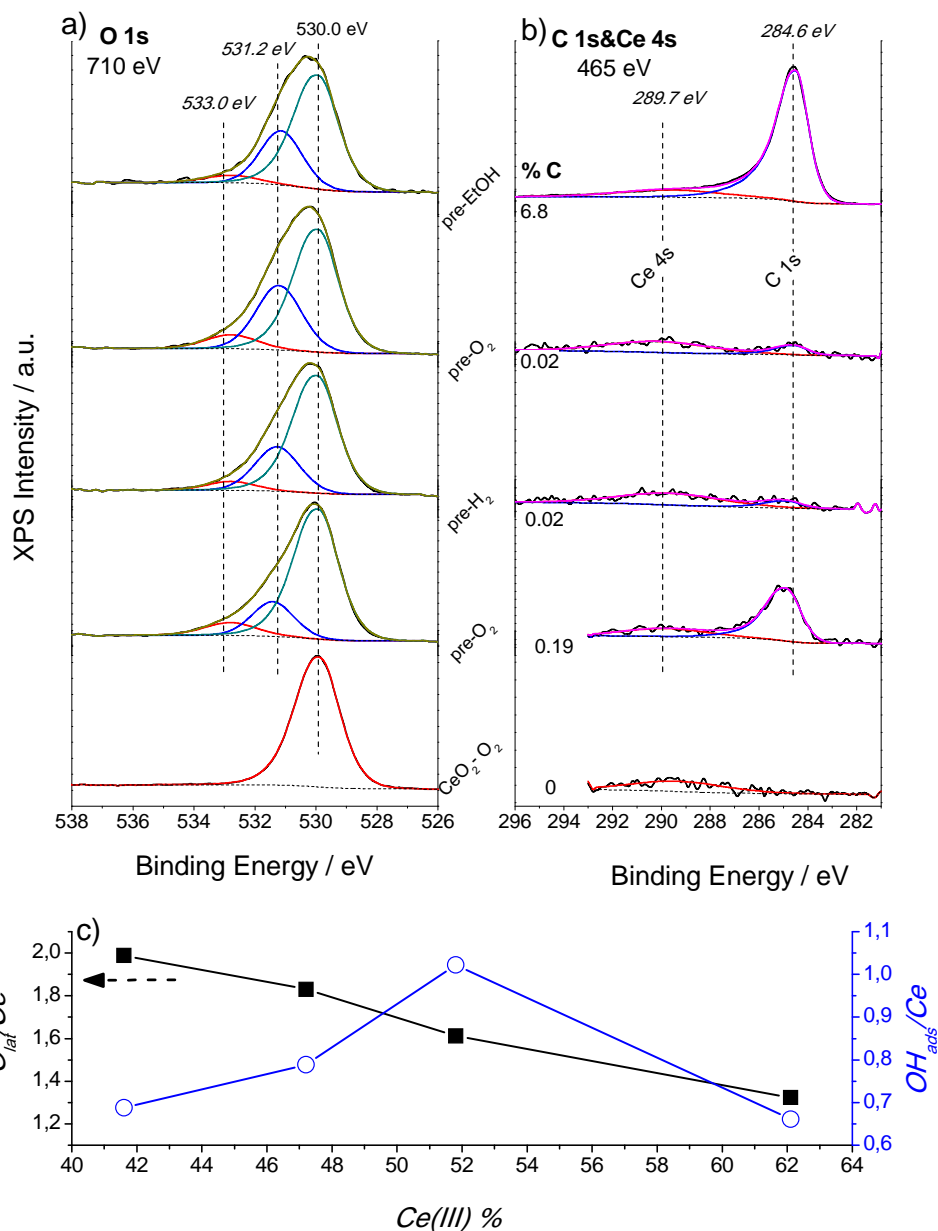 a)
O 1s
710 eV
533.0 eV
531.2 eV
530.0 eV
pre-EtOH
pre-O₂
pre-H₂
pre-O₂
CeO₂- O₂
XPS Intensity / a.u.
538 536 534 532 530 528 526
Binding Energy / eV
b)
C 1s&Ce 4s
465 eV
284.6 eV
289.7 eV
% C
6.8
Ce 4s
C 1s
0.02
0.02
0.19
0
296 294 292 290 288 286 284 282
Binding Energy / eV
c)
2,0
1,8
1,6
1,4
1,2
1,1
1,0
0,9
0,8
0,7
0,6
OHads/Ce
40 42 44 46 48 50 52 54 56 58 60 62 64
Ce(III) %